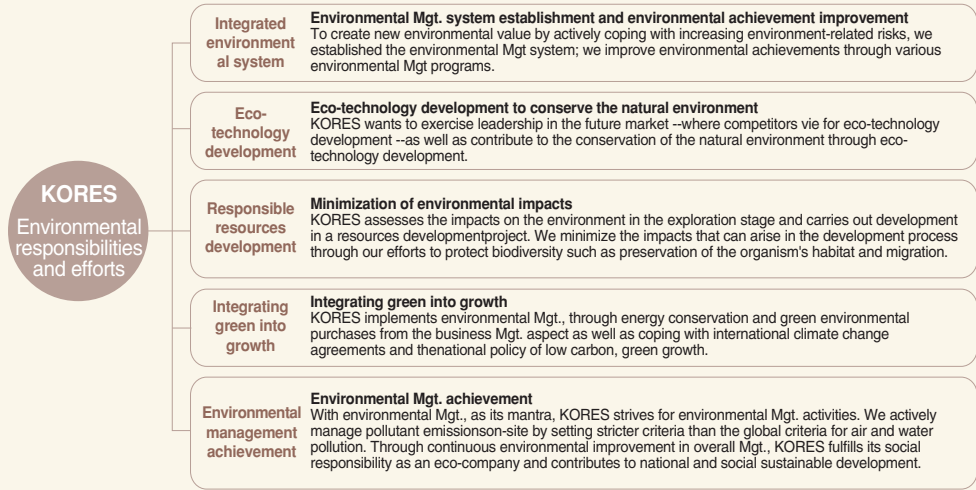 KORES
Environmental
responsibilities
and efforts
Integrated
environment
al system
Environmental Mgt. system establishment and environmental achievement improvement
To create new environmental value by actively coping with increasing environment-related risks, we
established the environmental Mgt system; we improve environmental achievements through various
environmental Mgt programs.
Eco-
technology
development
Eco-technology development to conserve the natural environment
KORES wants to exercise leadership in the future market --where competitors vie for eco-technology
development --as well as contribute to the conservation of the natural environment through eco-
technology development.
Responsible
resources
development
Minimization of environmental impacts
KORES assesses the impacts on the environment in the exploration stage and carries out development
in a resources developmentproject. We minimize the impacts that can arise in the development process
through our efforts to protect biodiversity such as preservation of the organism's habitat and migration.
Integrating
green into
growth
Integrating green into growth
KORES implements environmental Mgt., through energy conservation and green environmental
purchases from the business Mgt. aspect as well as coping with international climate change
agreements and thenational policy of low carbon, green growth.
Environmental
management
achievement
Environmental Mgt. achievement
With environmental Mgt., as its mantra, KORES strives for environmental Mgt. activities. We actively
manage pollutant emissionson-site by setting stricter criteria than the global criteria for air and water
pollution. Through continuous environmental improvement in overall Mgt., KORES fulfills its social
responsibility as an eco-company and contributes to national and social sustainable development.